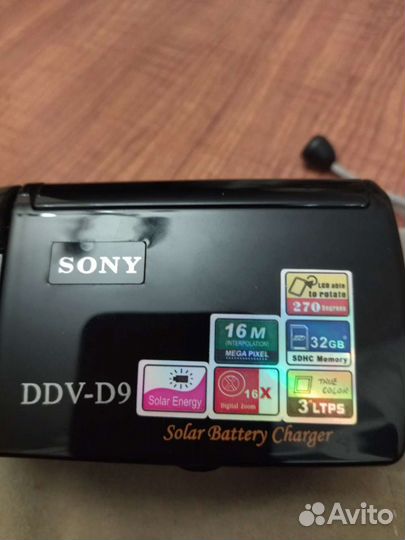 SONY
LCD able
to rotate
270 Degrees
16 M
(INTERPOLATION)
MEGA PIXEL
32GB
SDHC Memory
DDV-D9
Solar Energy
16X
Digital Zoom
TRUE
COLOR
3"LTPS
Solar Battery Charger
Avito